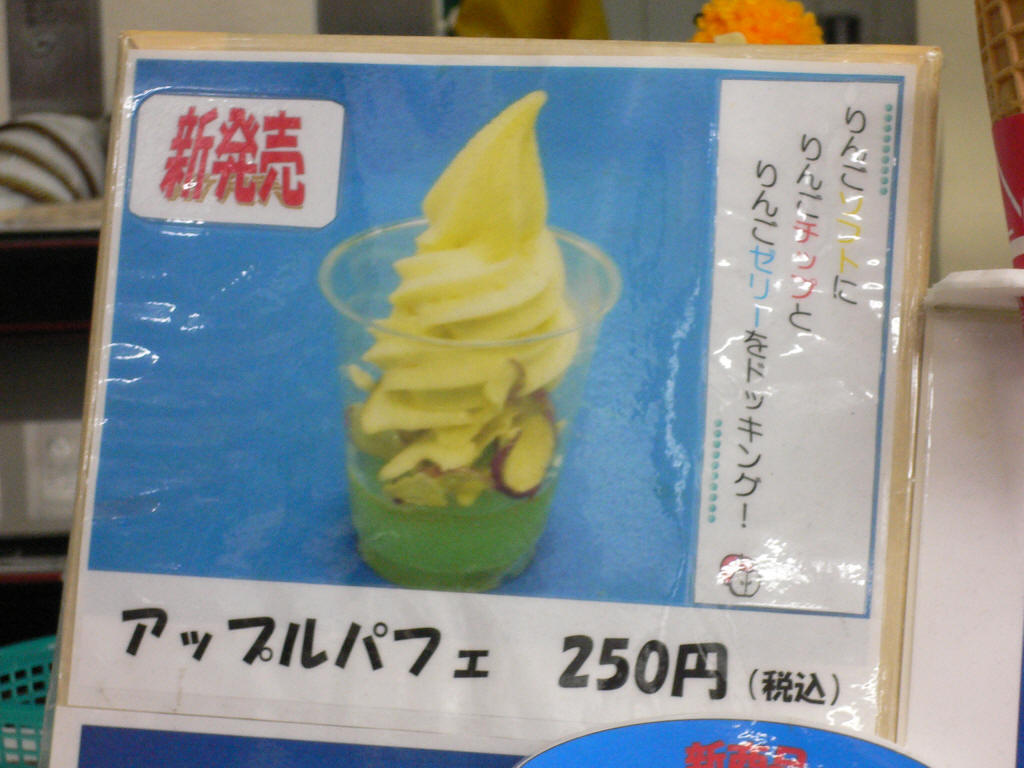 新発売
りんごソフトに
りんごチップと
りんごゼリーをドッキング!
アップルパフェ 250円(税込)